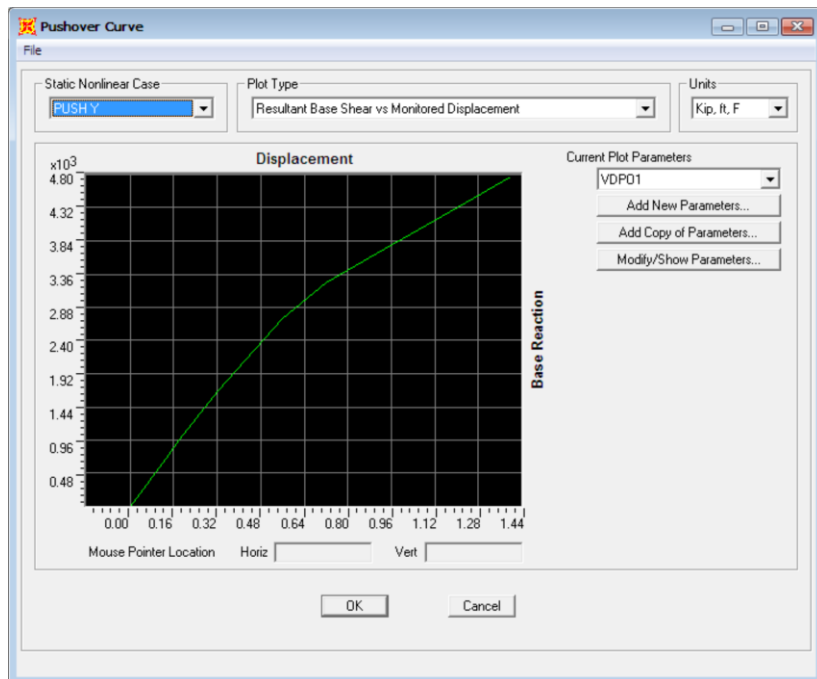 Pushover Curve
File
Static Nonlinear Case
PUSH Y
Plot Type
Resultant Base Shear vs Monitored Displacement
Units
Kip, ft, F
Displacement
x10³
4.80
4.32
3.84
3.36
2.88
2.40
1.92
1.44
0.96
0.48
0.00 0.16 0.32 0.48 0.64 0.80 0.96 1.12 1.28 1.44
Base Reaction
Current Plot Parameters
VDPO1
Add New Parameters...
Add Copy of Parameters...
Modify/Show Parameters...
Mouse Pointer Location Horiz Vert
OK Cancel